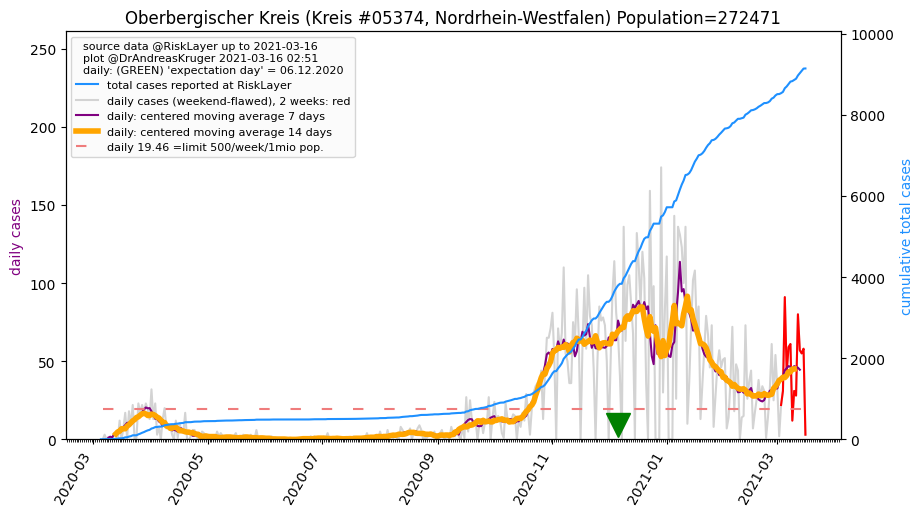 Oberbergischer Kreis (Kreis #05374, Nordrhein-Westfalen) Population=272471
source data @RiskLayer up to 2021-03-16
plot @DrAndreasKruger 2021-03-16 02:51
daily: (GREEN) 'expectation day' = 06.12.2020
total cases reported at RiskLayer
daily cases (weekend-flawed), 2 weeks: red
daily: centered moving average 7 days
daily: centered moving average 14 days
daily 19.46 =limit 500/week/1mio pop.
daily cases
250
200
150
100
50
0
10000
8000
6000
4000
2000
0
cumulative total cases
2020-03
2020-05
2020-07
2020-09
2020-11
2021-01
2021-03